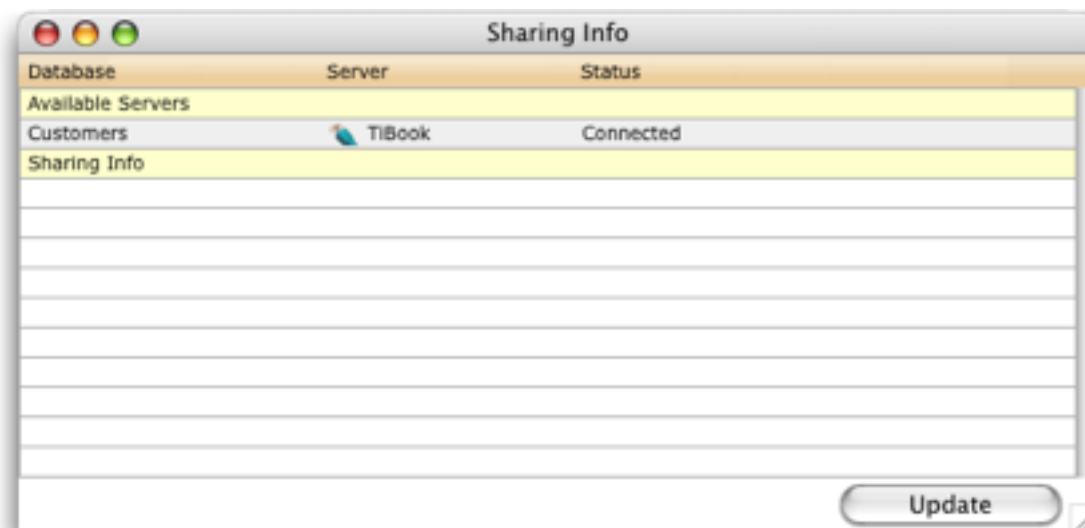 Sharing Info
Database Server Status
Available Servers
Customers TiBook Connected
Sharing Info
Update